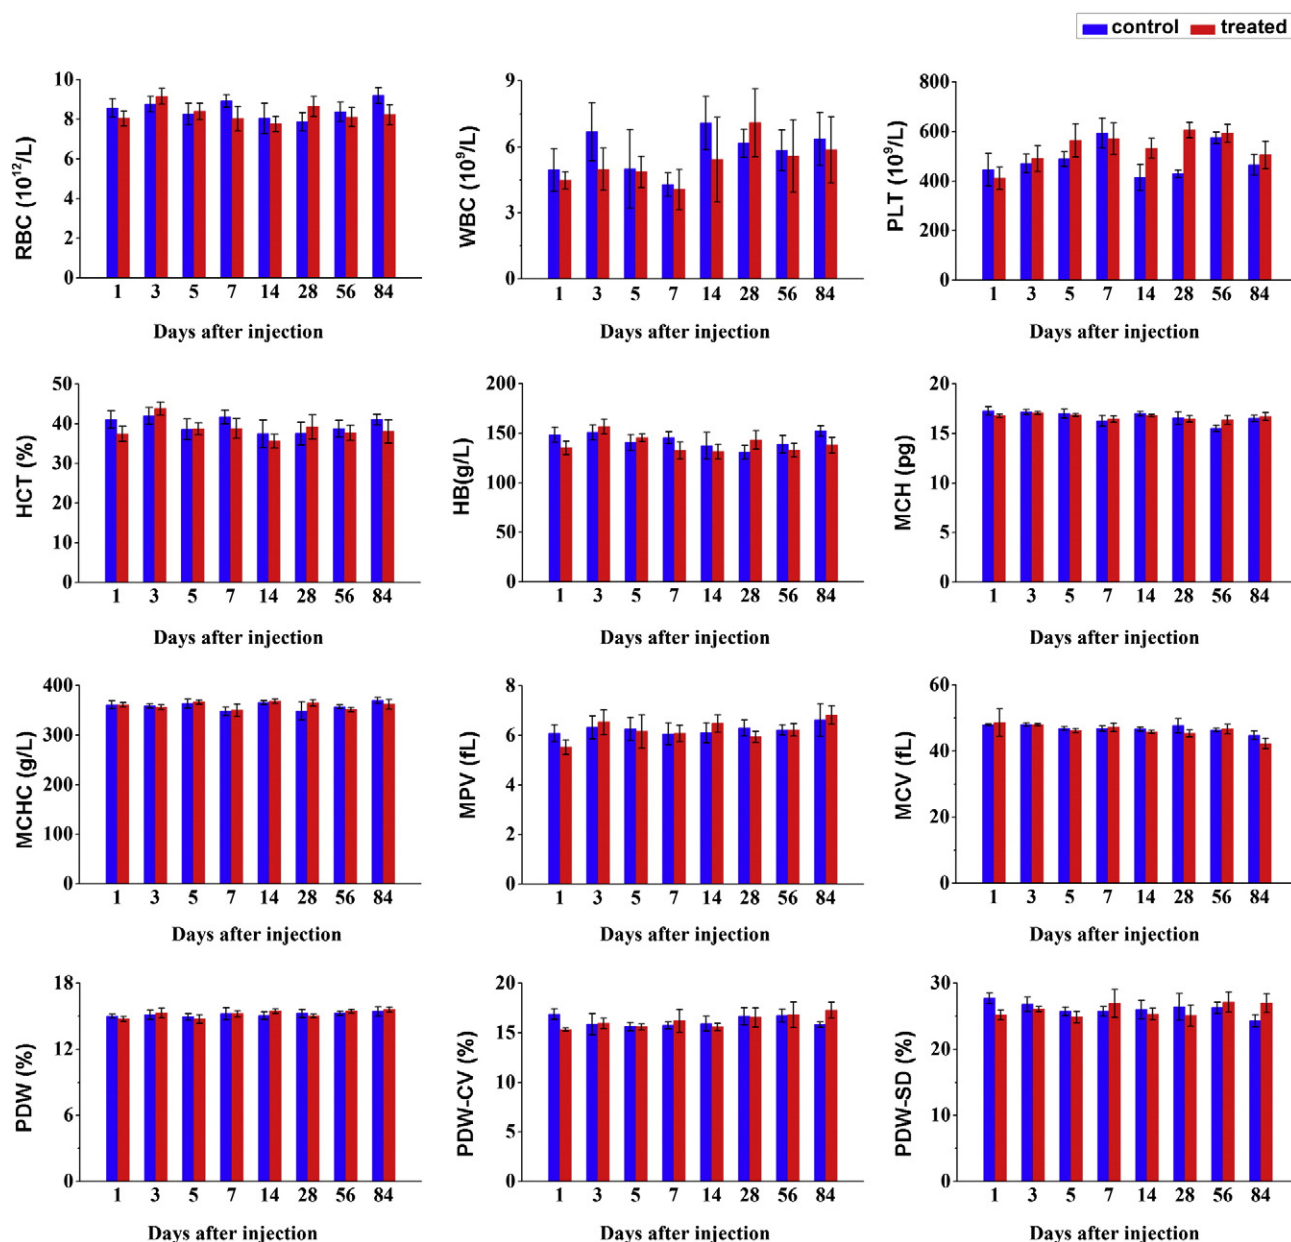 control treated
RBC (10¹²/L)
10
8
6
4
2
0
1 3 5 7 14 28 56 84
Days after injection
WBC (10⁹/L)
9
6
3
0
1 3 5 7 14 28 56 84
Days after injection
PLT (10⁹/L)
800
600
400
200
0
1 3 5 7 14 28 56 84
Days after injection
HCT (%)
50
40
30
20
10
0
1 3 5 7 14 28 56 84
Days after injection
HB(g/L)
200
150
100
50
0
1 3 5 7 14 28 56 84
Days after injection
MCH (pg)
20
15
10
5
0
1 3 5 7 14 28 56 84
Days after injection
MCHC (g/L)
400
300
200
100
0
1 3 5 7 14 28 56 84
Days after injection
MPV (fL)
8
6
4
2
0
1 3 5 7 14 28 56 84
Days after injection
MCV (fL)
60
40
20
0
1 3 5 7 14 28 56 84
Days after injection
PDW (%)
18
12
6
0
1 3 5 7 14 28 56 84
Days after injection
PDW-CV (%)
20
15
10
5
0
1 3 5 7 14 28 56 84
Days after injection
PDW-SD (%)
30
20
10
0
1 3 5 7 14 28 56 84
Days after injection